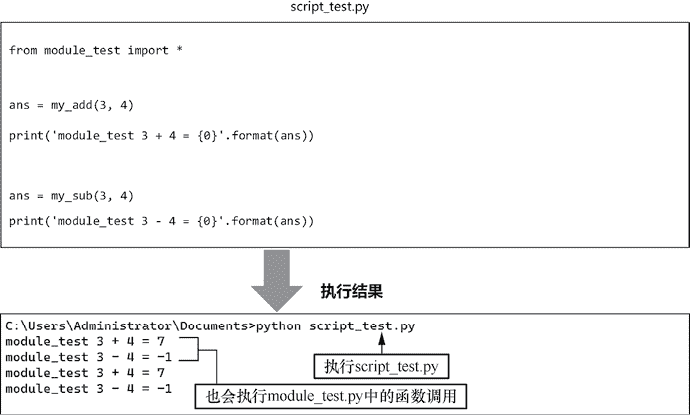 script_test.py
from module_test import *
ans = my_add(3, 4)
print('module_test 3 + 4 = {0}'.format(ans))
ans = my_sub(3, 4)
print('module_test 3 - 4 = {0}'.format(ans))
执行结果
C:\Users\Administrator\Documents>python script_test.py
module_test 3 + 4 = 7
module_test 3 - 4 = -1
module_test 3 + 4 = 7
module_test 3 - 4 = -1
执行script_test.py
也会执行module_test.py中的函数调用